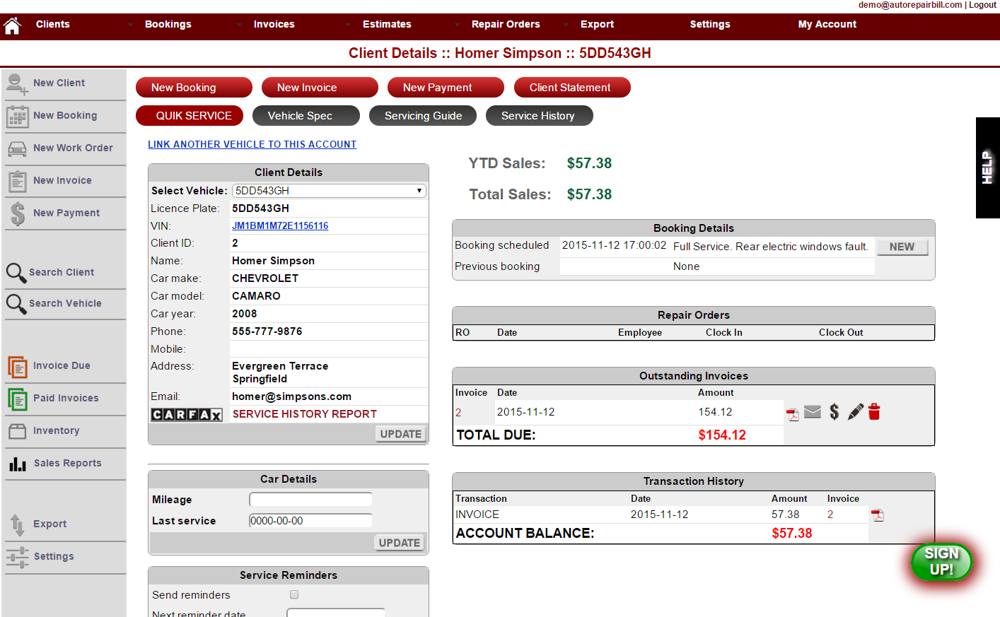 demo@autorepairbill.com | Logout
Clients Bookings Invoices Estimates Repair Orders Export Settings My Account
Client Details :: Homer Simpson :: 5DD543GH
New Client
New Booking
New Work Order
New Invoice
New Payment
Search Client
Search Vehicle
Invoice Due
Paid Invoices
Inventory
Sales Reports
Export
Settings
New Booking New Invoice New Payment Client Statement
QUIK SERVICE Vehicle Spec Servicing Guide Service History
LINK ANOTHER VEHICLE TO THIS ACCOUNT
Client Details
Select Vehicle: 5DD543GH
Licence Plate: 5DD543GH
VIN: JM1BM1M72E1156116
Client ID: 2
Name: Homer Simpson
Car make: CHEVROLET
Car model: CAMARO
Car year: 2008
Phone: 555-777-9876
Mobile:
Address: Evergreen Terrace
Springfield
Email: homer@simpsons.com
CARFAX SERVICE HISTORY REPORT
UPDATE
Car Details
Mileage
Last service 0000-00-00
UPDATE
Service Reminders
Send reminders
Next reminder date
YTD Sales: $57.38
Total Sales: $57.38
Booking Details
Booking scheduled 2015-11-12 17:00:02 Full Service. Rear electric windows fault. NEW
Previous booking None
Repair Orders
RO Date Employee Clock In Clock Out
Outstanding Invoices
Invoice Date Amount
2 2015-11-12 154.12
TOTAL DUE: $154.12
Transaction History
Transaction Date Amount Invoice
INVOICE 2015-11-12 57.38 2
ACCOUNT BALANCE: $57.38
HELP
SIGN
UP!